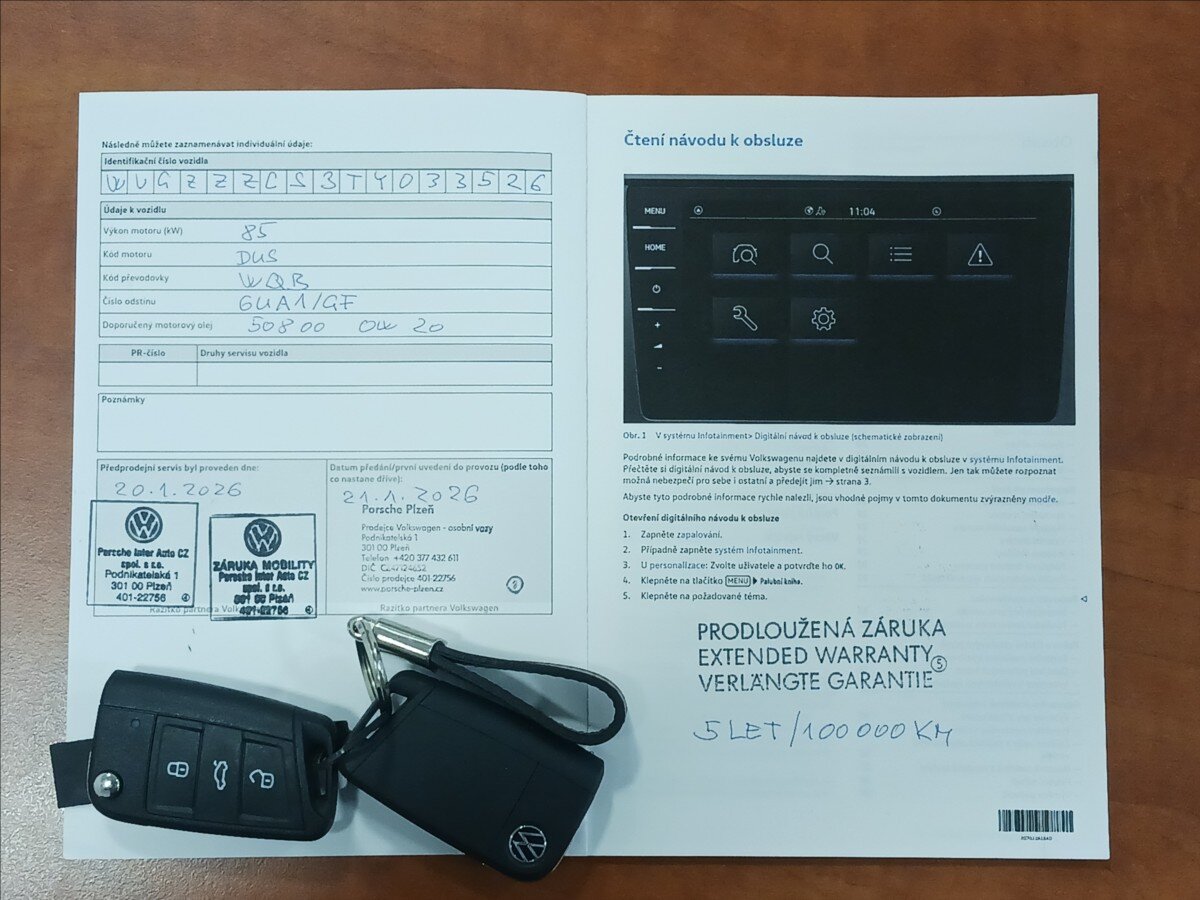 Následně můžete zaznamenávat individuální údaje:
Identifikační číslo vozidla
WVGZZZCS3TY033526
Údaje k vozidlu
Výkon motoru (kW) 85
Kód motoru DUS
Kód převodovky WQB
Číslo odstínu 6UA1/GF
Doporučený motorový olej 508 00 0W 20
PR-číslo Druhy servisu vozidla
Poznámky
Předprodejní servis byl proveden dne:
20.1.2026
VW
Porsche Inter Auto CZ
spol. s r.o.
Podnikatelská 1
301 00 Plzeň
401-22756
ZÁRUKA MOBILITY
Porsche Inter Auto CZ
spol. s r.o.
301 00 Plzeň
401-22756
Razítko partnera
Datum předání/první uvedení do provozu (podle toho
co nastane dříve):
21.1.2026
Porsche Plzeň
Prodejce Volkswagen - osobní vozy
Podnikatelská 1
301 00 Plzeň
Telefon +420 377 432 611
Číslo prodejce 401-22756
www.porsche-plzen.cz
Razítko partnera Volkswagen
Čtení návodu k obsluze
MENU
HOME
11:04
Obr. 1 V systému Infotainment> Digitální návod k obsluze (schematické zobrazení)
Podrobné informace ke svému Volkswagenu najdete v digitálním návodu k obsluze v systému Infotainment.
Přečtěte si digitální návod k obsluze, abyste se kompletně seznámili s vozidlem. Jen tak můžete rozpoznat
možná nebezpečí pro sebe i ostatní a předejít jim → strana 3.
Abyste tyto podrobné informace rychle nalezli, jsou vhodné pojmy v tomto dokumentu zvýrazněny modře.
Otevření digitálního návodu k obsluze
1. Zapněte zapalování.
2. Případně zapněte systém Infotainment.
3. U personalizace: Zvolte uživatele a potvrďte ho OK.
4. Klepněte na tlačítko MENU ▶ Palubní kniha.
5. Klepněte na požadované téma.
PRODLOUŽENÁ ZÁRUKA
EXTENDED WARRANTY
VERLÄNGTE GARANTIE
5
5 LET/100000 KM